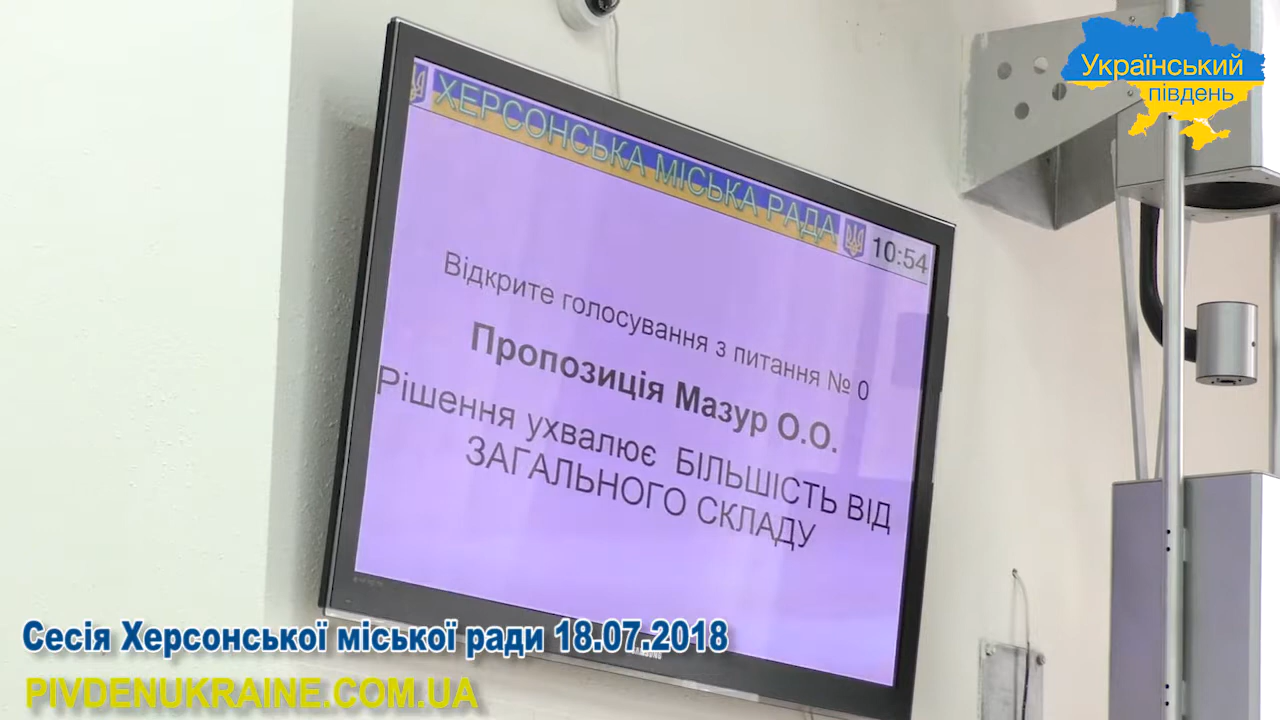 Український
південь
ХЕРСОНСЬКА МІСЬКА РАДА
10:54
Відкрите голосування з питання № 0
Пропозиція Мазур О.О.
Рішення ухвалює БІЛЬШІСТЬ ВІД
ЗАГАЛЬНОГО СКЛАДУ
SAMSUNG
Сесія Херсонської міської ради 18.07.2018
PIVDENUKRAINE.COM.UA